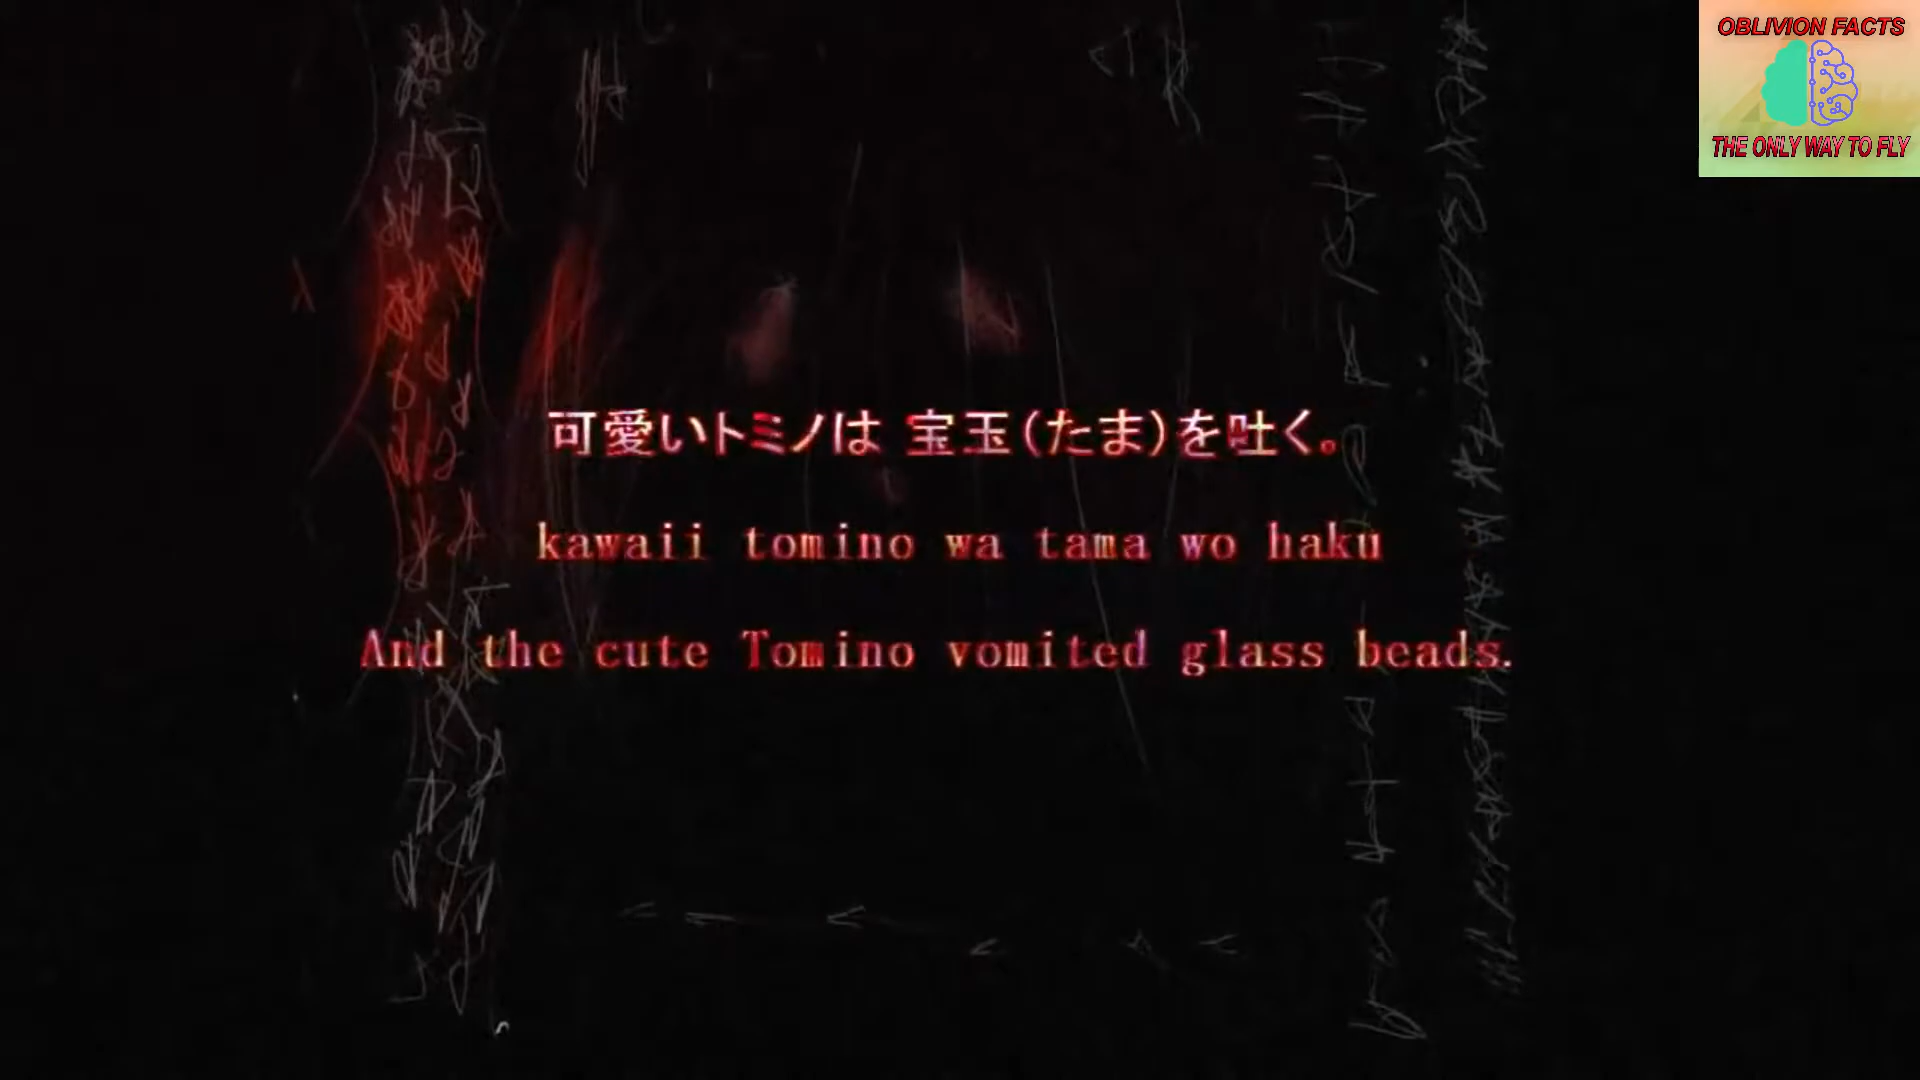 OBLIVION FACTS
THE ONLY WAY TO FLY
可愛いトミノは 宝玉(たま)を吐く。
kawaii tomino wa tama wo haku
And the cute Tomino vomited glass beads.